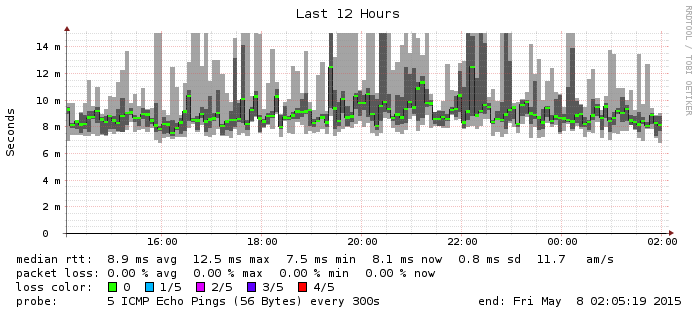 Last 12 Hours
RRDTOOL / TOBI OETIKER
Seconds
14 m
12 m
10 m
8 m
6 m
4 m
2 m
0
16:00 18:00 20:00 22:00 00:00 02:00
median rtt: 8.9 ms avg 12.5 ms max 7.5 ms min 8.1 ms now 0.8 ms sd 11.7 am/s
packet loss: 0.00 % avg 0.00 % max 0.00 % min 0.00 % now
loss color: 0 1/5 2/5 3/5 4/5
probe: 5 ICMP Echo Pings (56 Bytes) every 300s end: Fri May 8 02:05:19 2015